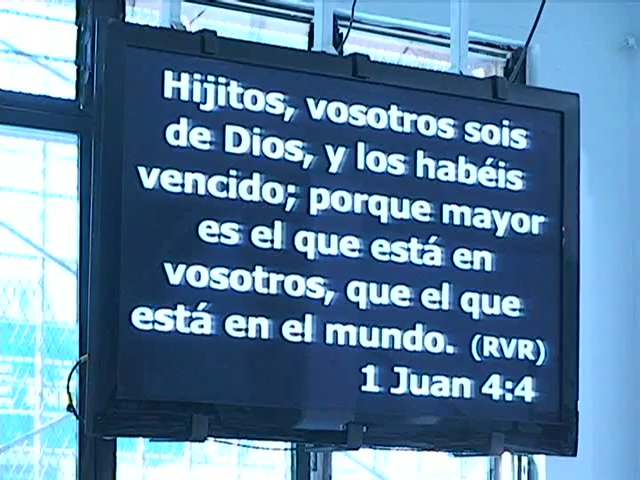 Hijitos, vosotros sois
de Dios, y los habéis
vencido; porque mayor
es el que está en
vosotros, que el que
está en el mundo. (RVR)
1 Juan 4:4